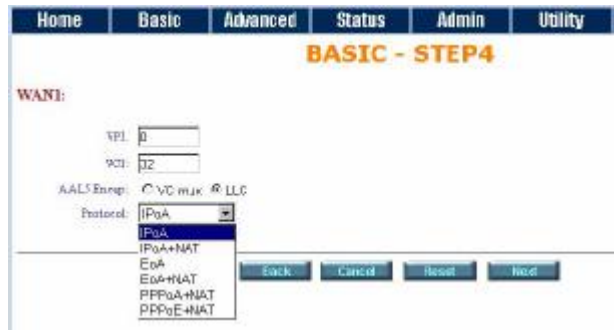 Home Basic Advanced Status Admin Utility
BASIC - STEP4
WAN1:
VPI: 0
VCI: 32
AAL5 Encap: VC mux LLC
Protocol: IPoA
IPoA
IPoA+NAT
EoA
EoA+NAT
PPPoA+NAT
PPPoE+NAT
Back Cancel Reset Next